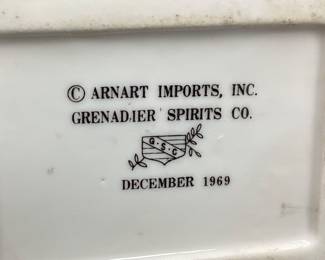 © ARNART IMPORTS, INC.
GRENADIER SPIRITS CO.
G.S.C
DECEMBER 1969